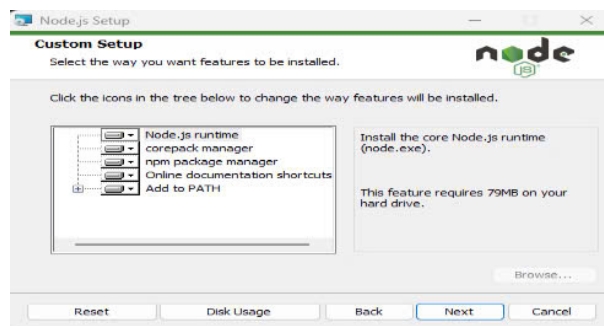 Node.js Setup
Custom Setup
Select the way you want features to be installed.
node
JS
Click the icons in the tree below to change the way features will be installed.
Node.js runtime
corepack manager
npm package manager
Online documentation shortcuts
Add to PATH
Install the core Node.js runtime
(node.exe).
This feature requires 79MB on your
hard drive.
Browse...
Reset
Disk Usage
Back
Next
Cancel